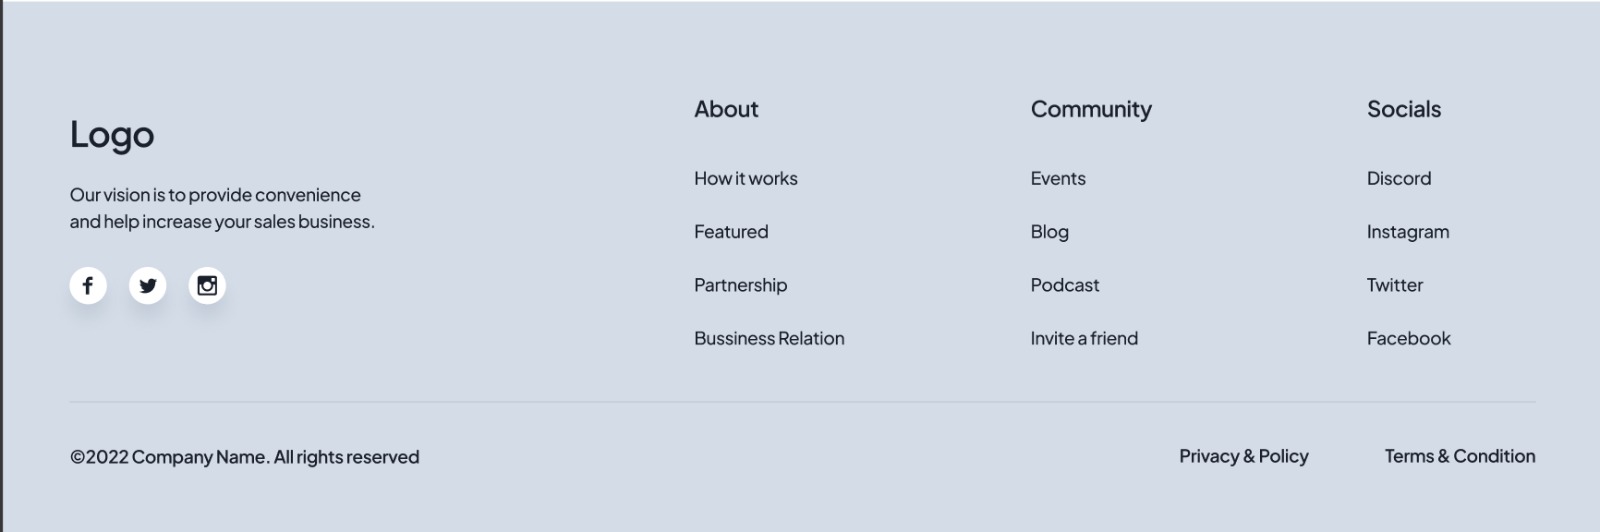 Logo
Our vision is to provide convenience
and help increase your sales business.
About
How it works
Featured
Partnership
Bussiness Relation
Community
Events
Blog
Podcast
Invite a friend
Socials
Discord
Instagram
Twitter
Facebook
©2022 Company Name. All rights reserved
Privacy & Policy
Terms & Condition